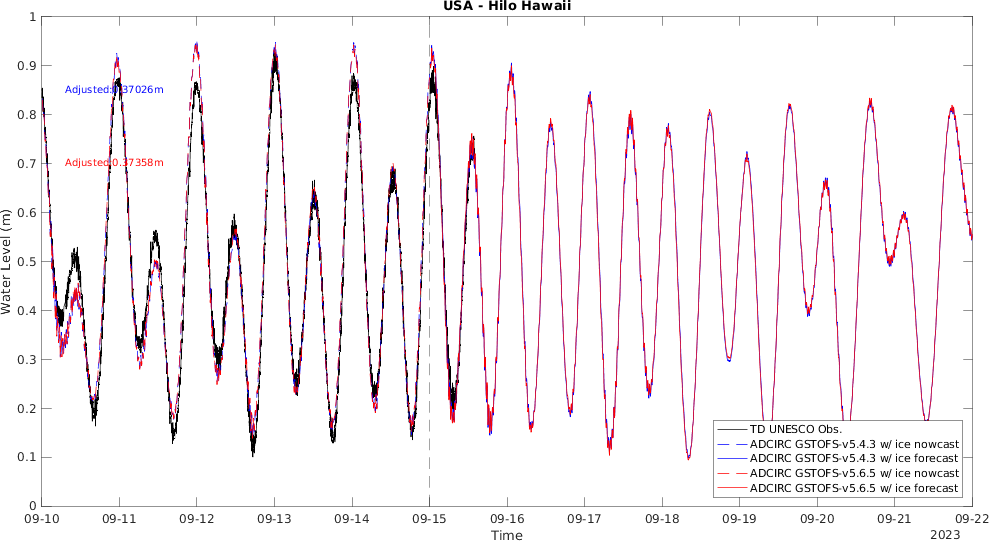 USA - Hilo Hawaii
1
0.9
0.8
0.7
0.6
0.5
0.4
0.3
0.2
0.1
0
Water Level (m)
Adjusted:0.37026m
Adjusted:0.37358m
TD UNESCO Obs.
ADCIRC GSTOFS-v5.4.3 w/ ice nowcast
ADCIRC GSTOFS-v5.4.3 w/ ice forecast
ADCIRC GSTOFS-v5.6.5 w/ ice nowcast
ADCIRC GSTOFS-v5.6.5 w/ ice forecast
09-10 09-11 09-12 09-13 09-14 09-15 09-16 09-17 09-18 09-19 09-20 09-21 09-22
Time
2023